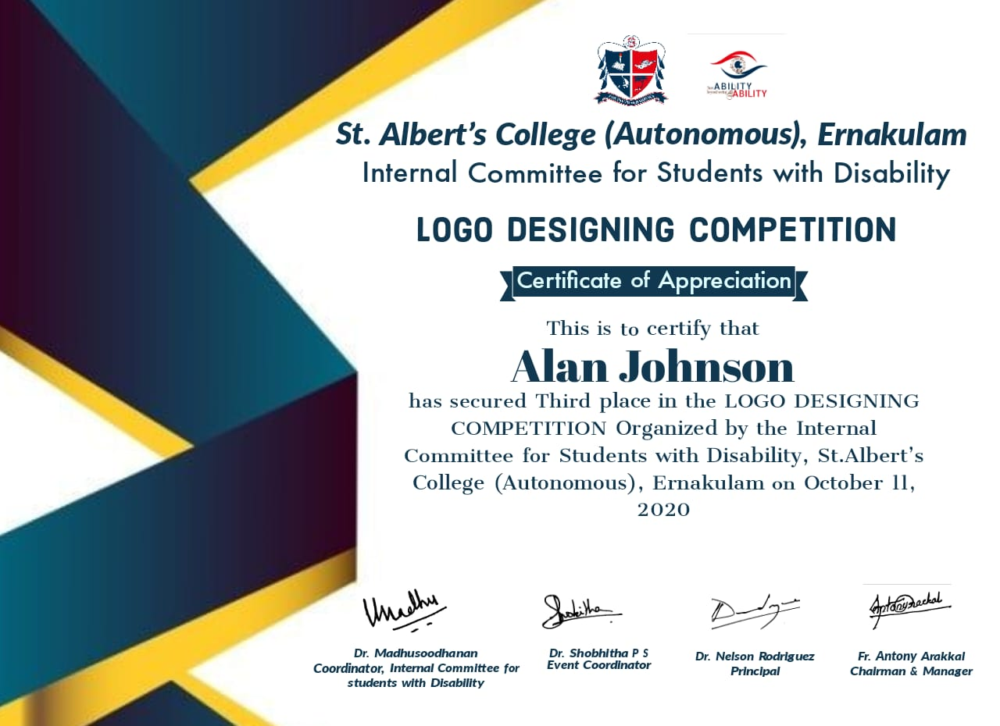 ABILITY
ABILITY
St. Albert's College (Autonomous), Ernakulam
Internal Committee for Students with Disability
LOGO DESIGNING COMPETITION
Certificate of Appreciation
This is to certify that
Alan Johnson
has secured Third place in the LOGO DESIGNING
COMPETITION Organized by the Internal
Committee for Students with Disability, St.Albert's
College (Autonomous), Ernakulam on October 11,
2020
Umadhu
Shobitha
Antonyarackal
Dr. Madhusoodhanan
Coordinator, Internal Committee for
students with Disability
Dr. Shobhitha P S
Event Coordinator
Dr. Nelson Rodriguez
Principal
Fr. Antony Arakkal
Chairman & Manager